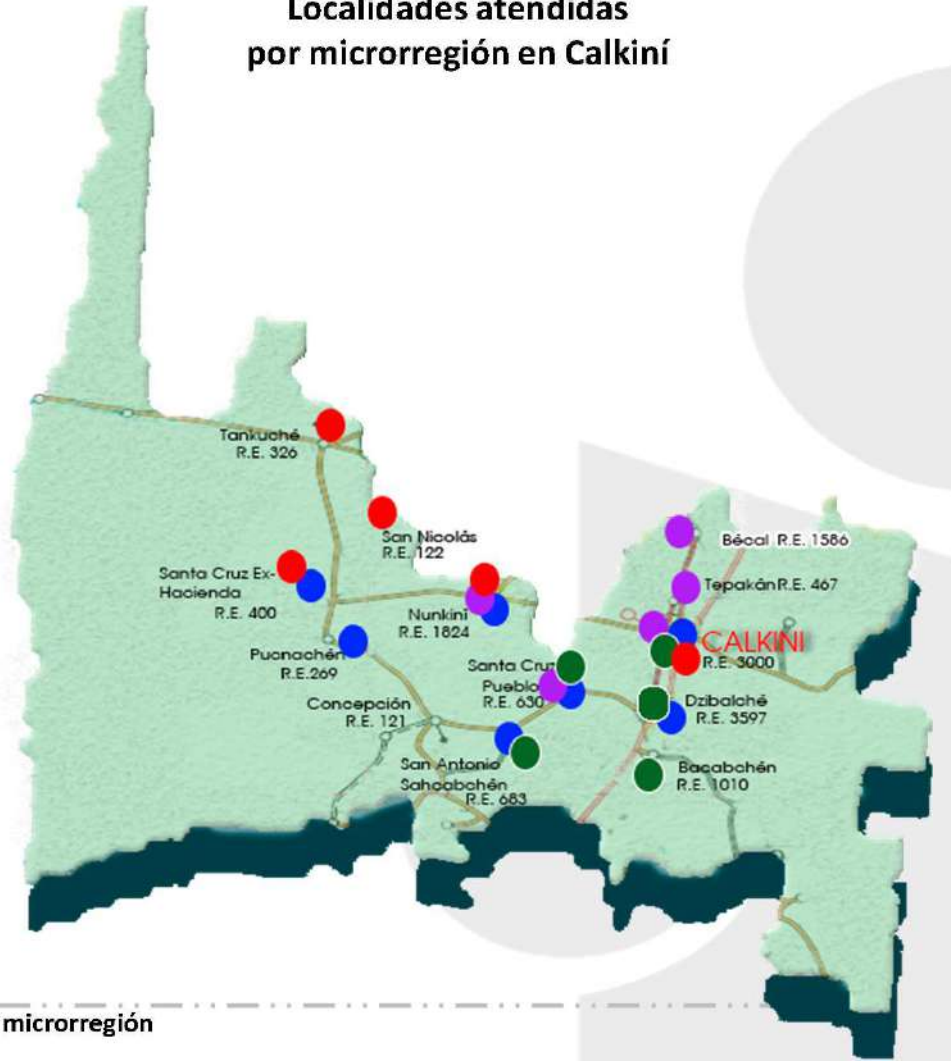 Localidades atendidas
por microrregión en Calkiní
Tankuché
R.E. 326
San Nicolás
R.E. 122
Santa Cruz Ex-
Hacienda
R.E. 400
Nunkiní
R.E. 1824
Pucnachén
R.E.269
Concepción
R.E. 121
Santa Cruz
Pueblo
R.E. 630
San Antonio
Sahcabchén
R.E. 683
Bécal R.E. 1586
Tepakán R.E. 467
CALKINI
R.E. 3000
Dzibalché
R.E. 3597
Bacabchén
R.E. 1010
microrregión